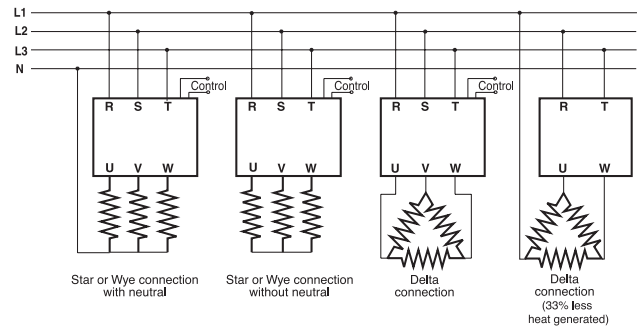 L1
L2
L3
N
Control
Control
Control
R S T
R S T
R S T
R T
U V W
U V W
U V W
U W
Star or Wye connection
with neutral
Star or Wye connection
without neutral
Delta
connection
Delta
connection
(33% less
heat generated)